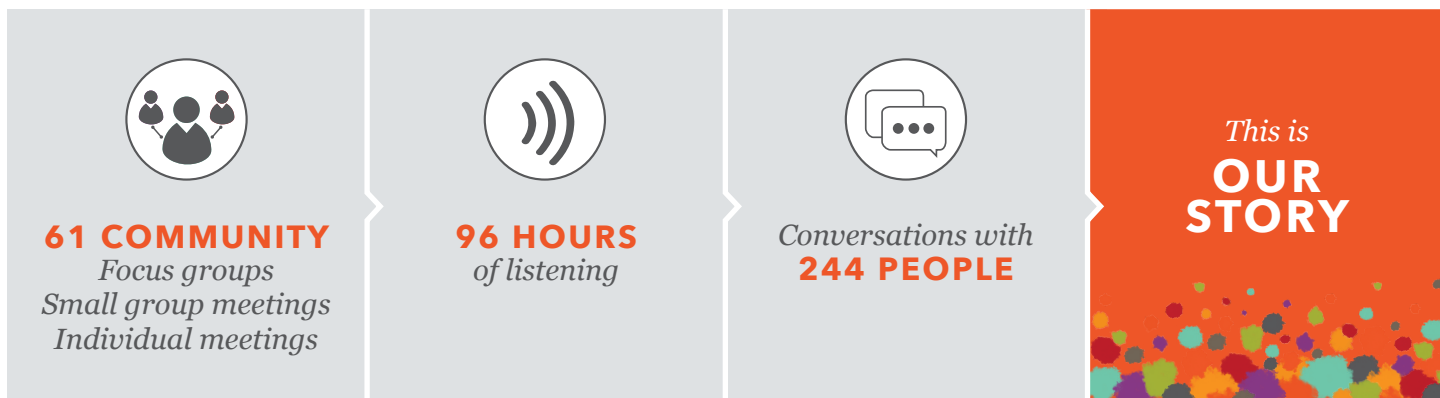 61 COMMUNITY
Focus groups
Small group meetings
Individual meetings
96 HOURS
of listening
Conversations with
244 PEOPLE
This is
OUR
STORY